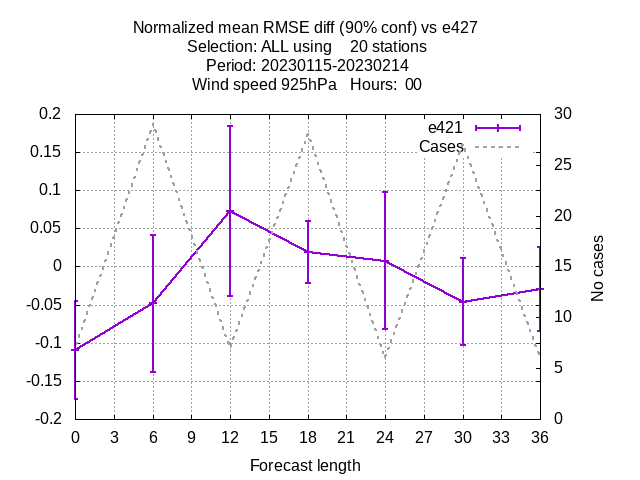 Normalized mean RMSE diff (90% conf) vs e427
Selection: ALL using    20 stations
Period: 20230115-20230214
Wind speed 925hPa   Hours:  00
0.2
0.15
0.1
0.05
0
-0.05
-0.1
-0.15
-0.2
e421
Cases
30
25
20
15
10
5
0
No cases
0 3 6 9 12 15 18 21 24 27 30 33 36
Forecast length